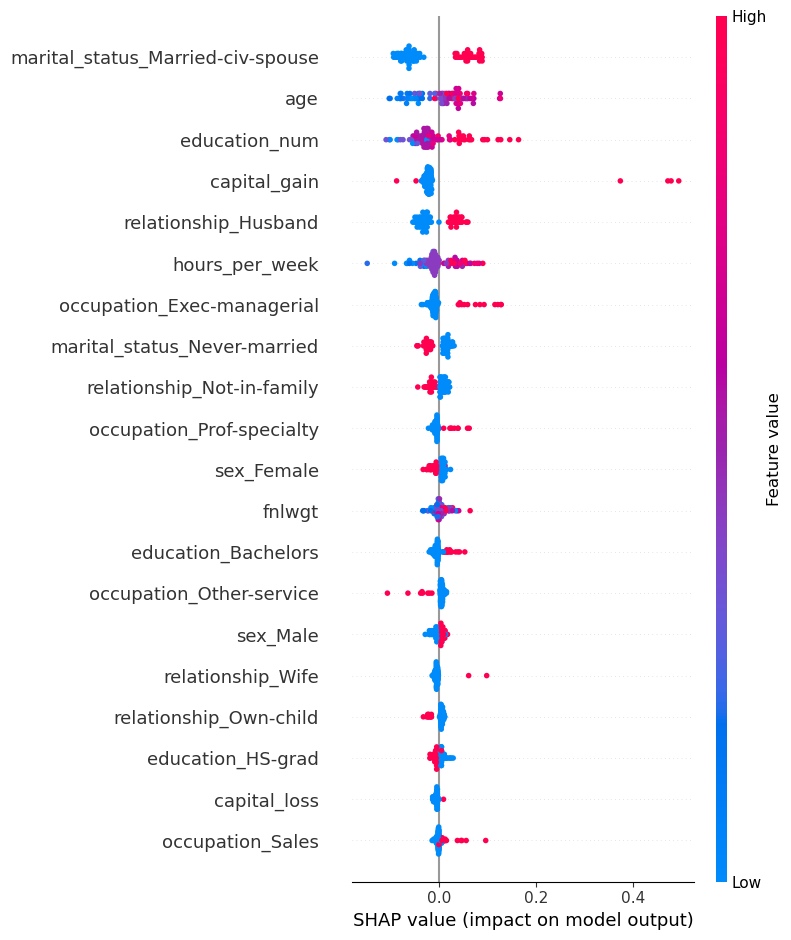 High
marital_status_Married-civ-spouse
age
education_num
capital_gain
relationship_Husband
hours_per_week
occupation_Exec-managerial
marital_status_Never-married
relationship_Not-in-family
occupation_Prof-specialty
sex_Female
fnlwgt
education_Bachelors
occupation_Other-service
sex_Male
relationship_Wife
relationship_Own-child
education_HS-grad
capital_loss
occupation_Sales
Feature value
Low
0.0 0.2 0.4
SHAP value (impact on model output)